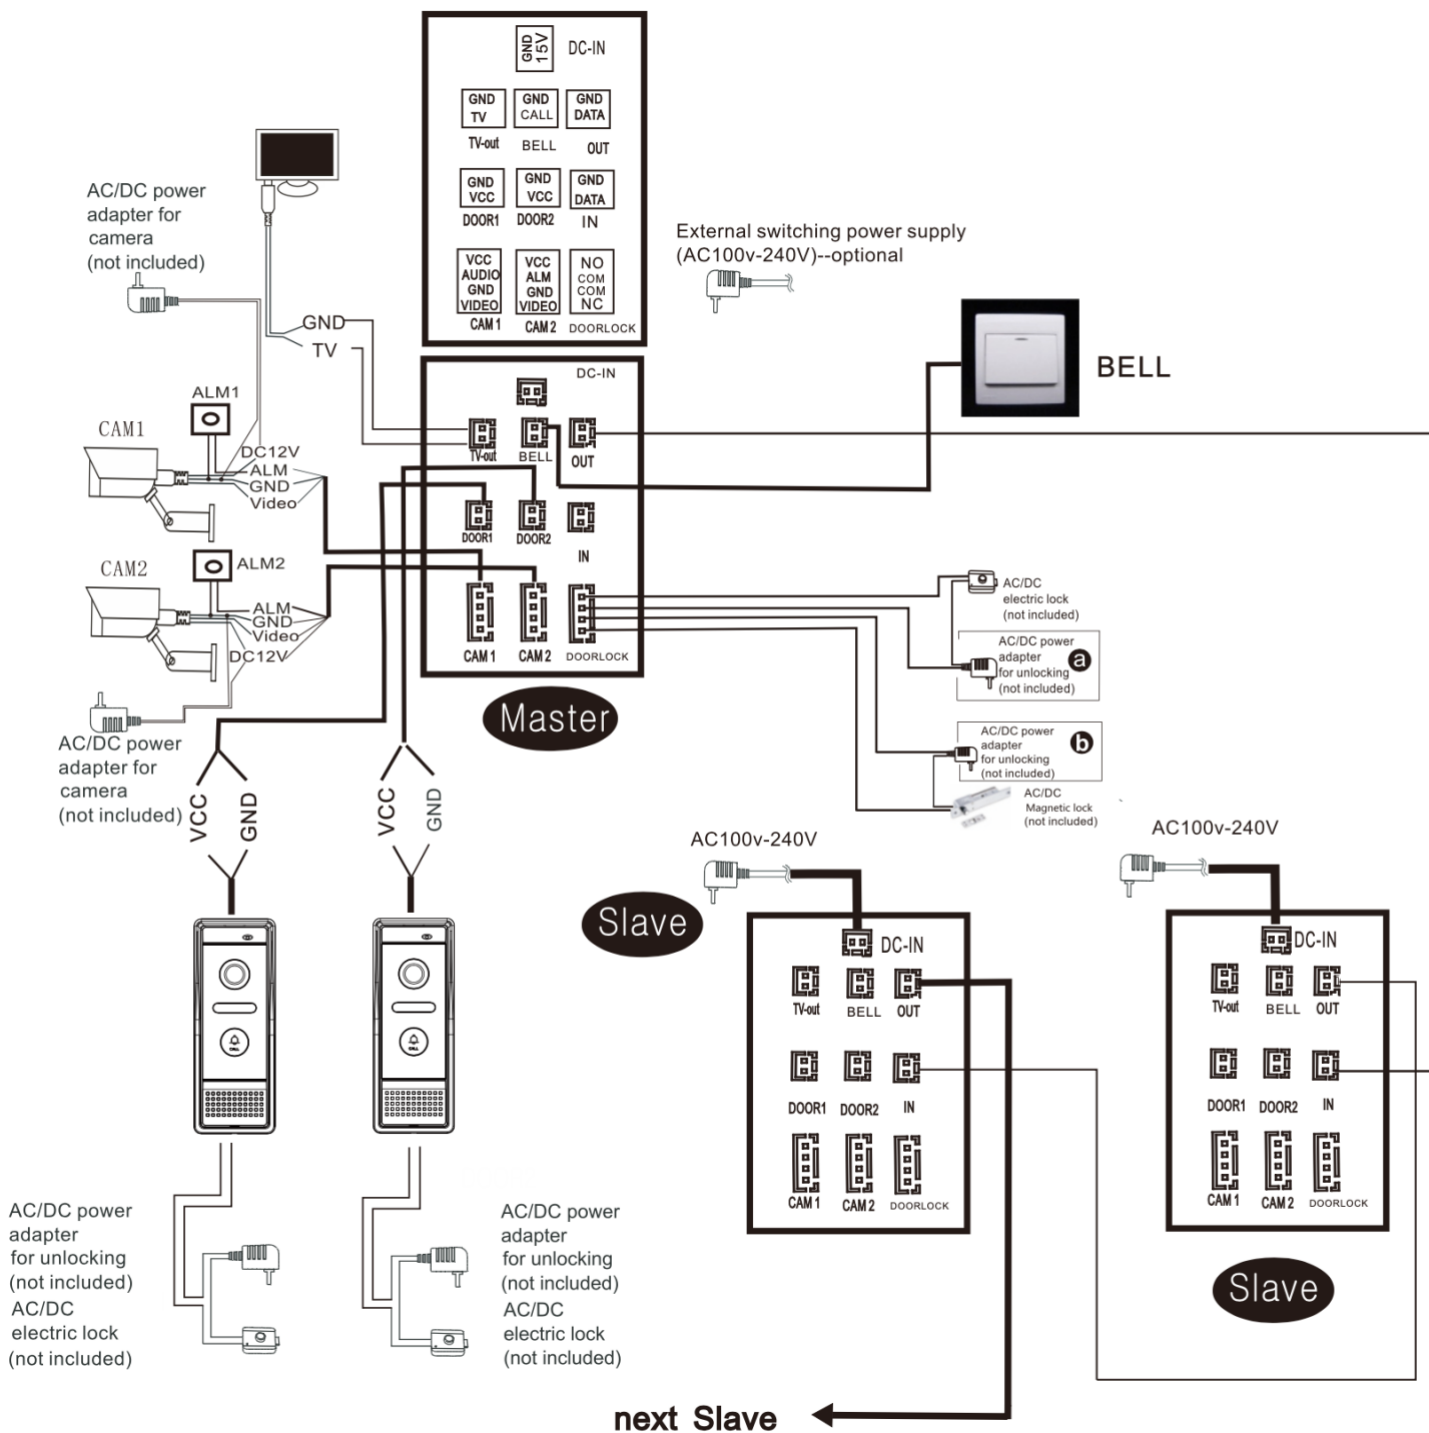 GND
15V
DC-IN
GND
TV
GND
CALL
GND
DATA
TV-out
BELL
OUT
GND
VCC
GND
VCC
GND
DATA
DOOR1
DOOR2
IN
VCC
AUDIO
GND
VIDEO
VCC
ALM
GND
VIDEO
NO
COM
COM
NC
CAM 1
CAM 2
DOORLOCK
AC/DC power
adapter for
camera
(not included)
GND
TV
External switching power supply
(AC100v-240V)--optional
BELL
DC-IN
TV-out
BELL
OUT
DOOR1
DOOR2
IN
CAM 1
CAM 2
DOORLOCK
Master
ALM1
CAM1
DC12V
ALM
GND
Video
CAM2
ALM2
ALM
GND
Video
DC12V
AC/DC power
adapter for
camera
(not included)
VCC
GND
VCC
GND
AC/DC
electric lock
(not included)
AC/DC power
adapter
for unlocking
(not included)
a
AC/DC power
adapter
for unlocking
(not included)
b
AC/DC
Magnetic lock
(not included)
AC100v-240V
Slave
DC-IN
TV-out
BELL
OUT
DOOR1
DOOR2
IN
CAM 1
CAM 2
DOORLOCK
AC100v-240V
DC-IN
TV-out
BELL
OUT
DOOR1
DOOR2
IN
CAM 1
CAM 2
DOORLOCK
Slave
AC/DC power
adapter
for unlocking
(not included)
AC/DC
electric lock
(not included)
AC/DC power
adapter
for unlocking
(not included)
AC/DC
electric lock
(not included)
next Slave